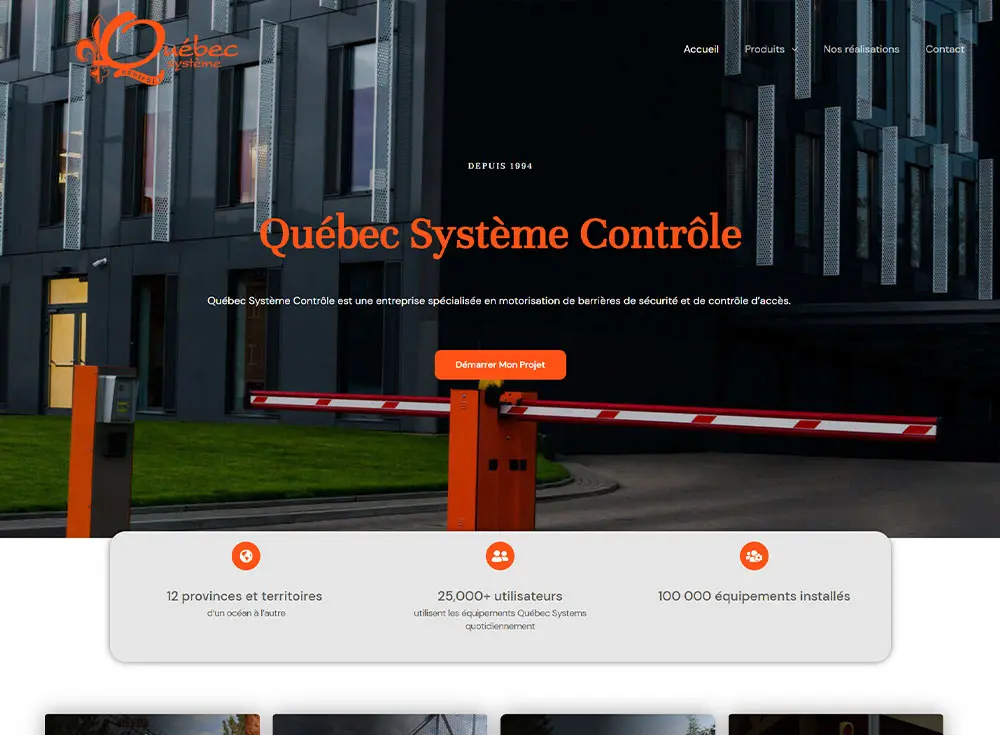 Québec
système
contrôle
Accueil
Produits
Nos réalisations
Contact
DEPUIS 1994
Québec Système Contrôle
Québec Système Contrôle est une entreprise spécialisée en motorisation de barrières de sécurité et de contrôle d'accès.
Démarrer Mon Projet
12 provinces et territoires
d'un océan à l'autre
25,000+ utilisateurs
utilisent les équipements Québec Systems
quotidiennement
100 000 équipements installés